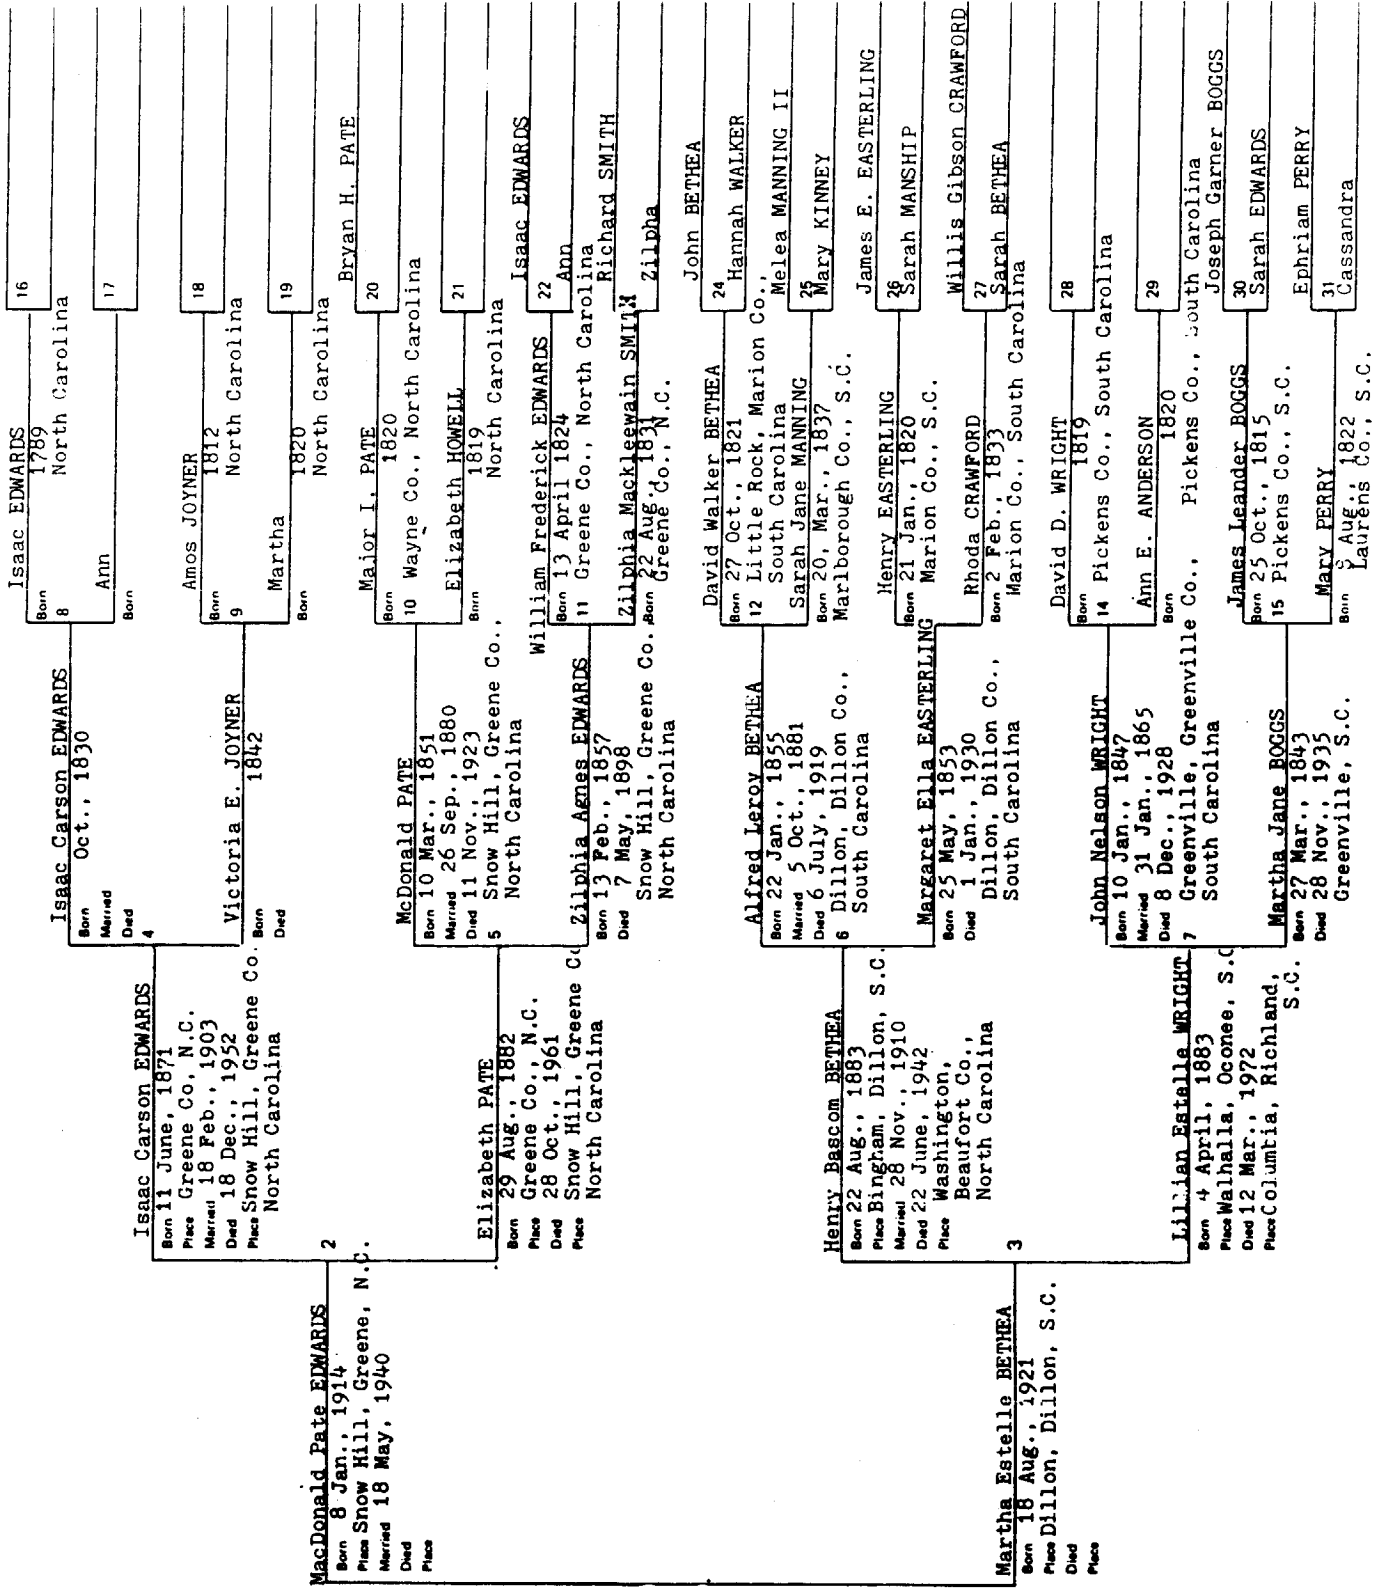 MacDonald Pate EDWARDS
Born 8 Jan., 1914
Place Snow Hill, Greene, N.C.
Married 18 May, 1940
Died
Place
2
Martha Estelle BETHEA
Born 18 Aug., 1921
Place Dillon, Dillon, S.C.
Died
Place
3
Isaac Carson EDWARDS
Born 11 June, 1871
Place Greene Co, N.C.
Married 18 Feb., 1903
Died 18 Dec., 1952
Place Snow Hill, Greene Co.
North Carolina
4
Elizabeth PATE
Born 29 Aug., 1882
Place Greene Co., N.C.
Died 28 Oct., 1961
Place Snow Hill, Greene Co
North Carolina
5
Henry Bascom BETHEA
Born 22 Aug., 1883
Place Bingham, Dillon, S.C.
Married 28 Nov., 1910
Died 22 June, 1942
Place Washington,
Beaufort Co.,
North Carolina
6
Lillian Estelle WRIGHT
Born 4 April, 1883
Place Walhalla, Oconee, S.C
Died 12 Mar., 1972
Place Columbia, Richland,
S.C.
7
Isaac Carson EDWARDS
Born Oct., 1830
Married
Died
Victoria E. JOYNER
Born 1842
Died
McDonald PATE
Born 10 Mar., 1851
Married 26 Sep., 1880
Died 11 Nov., 1923
Snow Hill, Greene Co.,
North Carolina
Zilphia Agnes EDWARDS
Born 13 Feb., 1857
Died 7 May, 1898
Snow Hill, Greene Co.,
North Carolina
Alfred Leroy BETHEA
Born 22 Jan., 1855
Married 5 Oct., 1881
Died 6 July, 1919
Dillon, Dillon Co.,
South Carolina
Margaret Ella EASTERLING
Born 25 May, 1853
Died 1 Jan., 1930
Dillon, Dillon Co.,
South Carolina
John Nelson WRIGHT
Born 10 Jan., 1847
Married 31 Jan., 1865
Died 8 Dec., 1928
Greenville, Greenville Co.,
South Carolina
Martha Jane BOGGS
Born 27 Mar., 1843
Died 28 Nov., 1935
Greenville, S.C.
Isaac EDWARDS
Born 1789
8 North Carolina
Ann
Born
Amos JOYNER
Born 1812
9 North Carolina
Martha
Born 1820
North Carolina
Major I. PATE
Born 1820
10 Wayne Co., North Carolina
Elizabeth HOWELL
Born 1819
North Carolina
William Frederick EDWARDS
Born 13 April 1824
11 Greene Co., North Carolina
Zilphia Mackleewain SMITH
Born 22 Aug., 1831
Greene Co., N.C.
David Walker BETHEA
Born 27 Oct., 1821
12 Little Rock, Marion Co.,
South Carolina
Sarah Jane MANNING
Born 20, Mar., 1837
Marlborough Co., S.C.
Henry EASTERLING
Born 21 Jan., 1820
Marion Co., S.C.
Rhoda CRAWFORD
Born 2 Feb., 1833
Marion Co., South Carolina
David D. WRIGHT
Born 1819
14 Pickens Co., South Carolina
Ann E. ANDERSON
Born 1820
Pickens Co., South Carolina
James Leander BOGGS
Born 25 Oct., 1815
15 Pickens Co., S.C.
Mary PERRY
Born Aug., 1822
Laurens Co., S.C.
16
17
18
19
Bryan H. PATE
20
21
Isaac EDWARDS
22
Ann
Richard SMITH
Zilpha
John BETHEA
24
Hannah WALKER
Melea MANNING II
25
Mary KINNEY
James E. EASTERLING
26
Sarah MANSHIP
Willis Gibson CRAWFORD
27
Sarah BETHEA
28
29
Joseph Garner BOGGS
30
Sarah EDWARDS
Ephriam PERRY
31
Cassandra